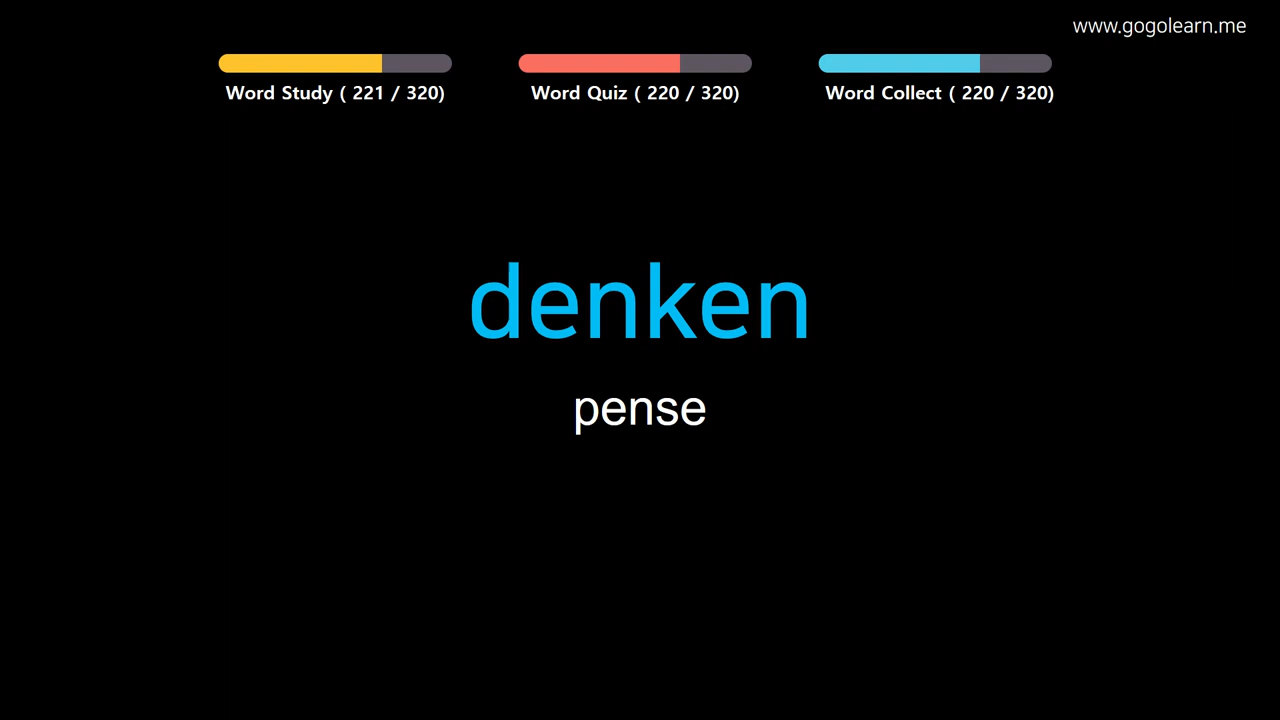 www.gogolearn.me
Word Study ( 221 / 320)
Word Quiz ( 220 / 320)
Word Collect ( 220 / 320)
denken
pense